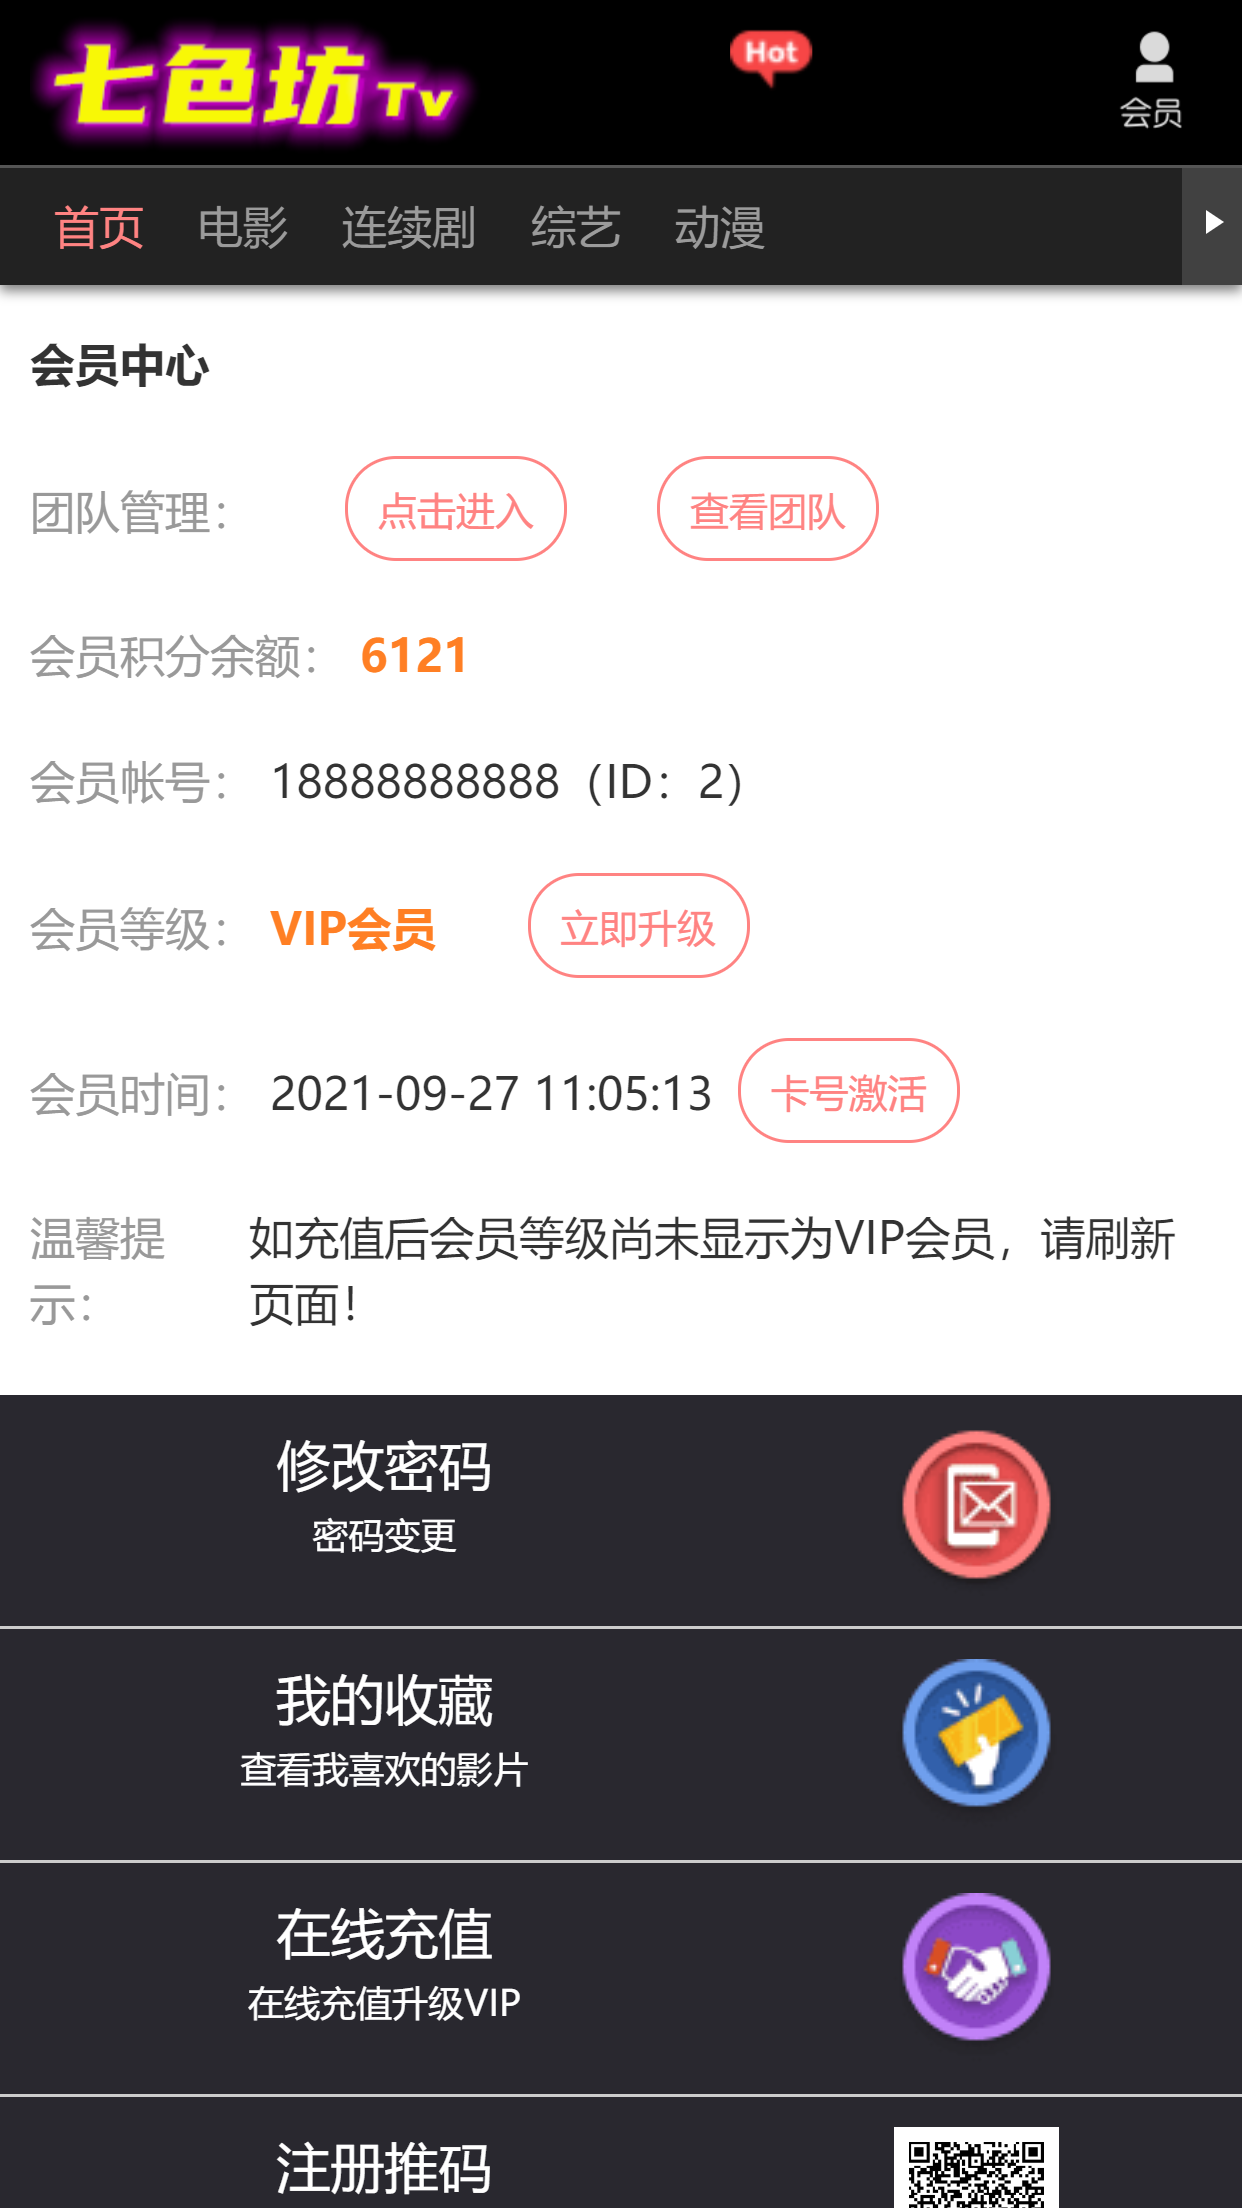 七色坊Tv
Hot
会员
首页 电影 连续剧 综艺 动漫
会员中心
团队管理： 点击进入 查看团队
会员积分余额： 6121
会员帐号： 18888888888（ID：2）
会员等级： VIP会员 立即升级
会员时间： 2021-09-27 11:05:13 卡号激活
温馨提示： 如充值后会员等级尚未显示为VIP会员，请刷新
页面！
修改密码
密码变更
我的收藏
查看我喜欢的影片
在线充值
在线充值升级VIP
注册推码